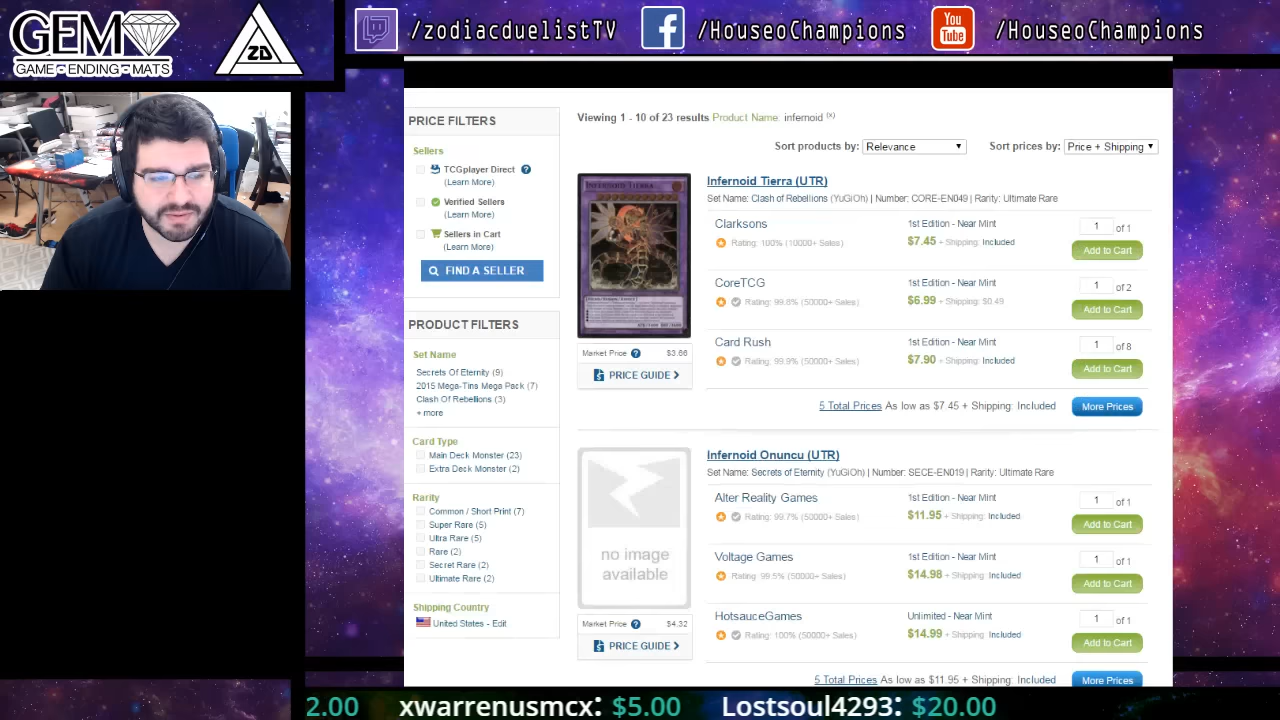 GEM
GAME - ENDING - MATS
ZD
/zodiacduelistTV
/HouseoChampions
You Tube
/HouseoChampions
PRICE FILTERS
Sellers
TCGplayer Direct ?
(Learn More)
Verified Sellers
(Learn More)
Sellers in Cart
(Learn More)
FIND A SELLER
PRODUCT FILTERS
Set Name
Secrets Of Eternity (9)
2015 Mega-Tins Mega Pack (7)
Clash Of Rebellions (3)
+ more
Card Type
Main Deck Monster (23)
Extra Deck Monster (2)
Rarity
Common / Short Print (7)
Super Rare (5)
Ultra Rare (5)
Rare (2)
Secret Rare (2)
Ultimate Rare (2)
Shipping Country
United States - Edit
Viewing 1 - 10 of 23 results Product Name: infernoid (x)
Sort products by: Relevance Sort prices by: Price + Shipping
INFERNOID TIERRA
Market Price ? $3.66
PRICE GUIDE
Infernoid Tierra (UTR)
Set Name: Clash of Rebellions (YuGiOh) | Number: CORE-EN049 | Rarity: Ultimate Rare
Clarksons 1st Edition - Near Mint 1 of 1
Rating: 100% (10000+ Sales) $7.45 + Shipping: Included Add to Cart
CoreTCG 1st Edition - Near Mint 1 of 2
Rating: 99.8% (50000+ Sales) $6.99 + Shipping: $0.49 Add to Cart
Card Rush 1st Edition - Near Mint 1 of 8
Rating: 99.9% (50000+ Sales) $7.90 + Shipping: Included Add to Cart
5 Total Prices As low as $7.45 + Shipping: Included More Prices
no image
available
Market Price ? $4.32
PRICE GUIDE
Infernoid Onuncu (UTR)
Set Name: Secrets of Eternity (YuGiOh) | Number: SECE-EN019 | Rarity: Ultimate Rare
Alter Reality Games 1st Edition - Near Mint 1 of 1
Rating: 99.7% (50000+ Sales) $11.95 + Shipping: Included Add to Cart
Voltage Games 1st Edition - Near Mint 1 of 1
Rating: 99.5% (50000+ Sales) $14.98 + Shipping: Included Add to Cart
HotsauceGames Unlimited - Near Mint 1 of 1
Rating: 100% (50000+ Sales) $14.99 + Shipping: Included Add to Cart
5 Total Prices As low as $11.95 + Shipping: Included More Prices
2.00 xwarrenusmcx: $5.00 Lostsoul4293: $20.00